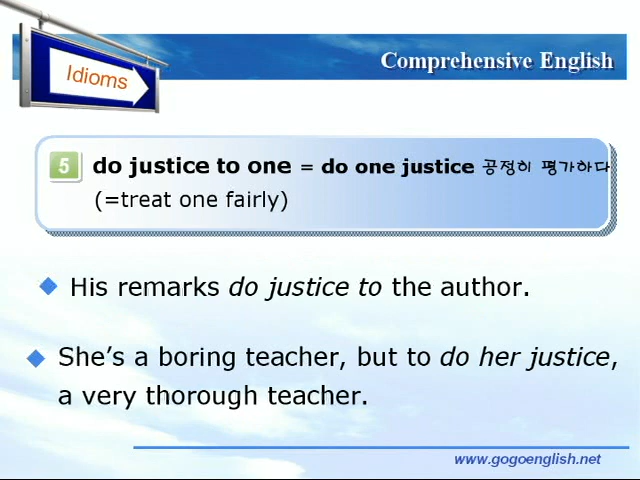 Idioms
Comprehensive English
5 do justice to one = do one justice 공정히 평가하다
(=treat one fairly)
His remarks do justice to the author.
She's a boring teacher, but to do her justice,
a very thorough teacher.
www.gogoenglish.net